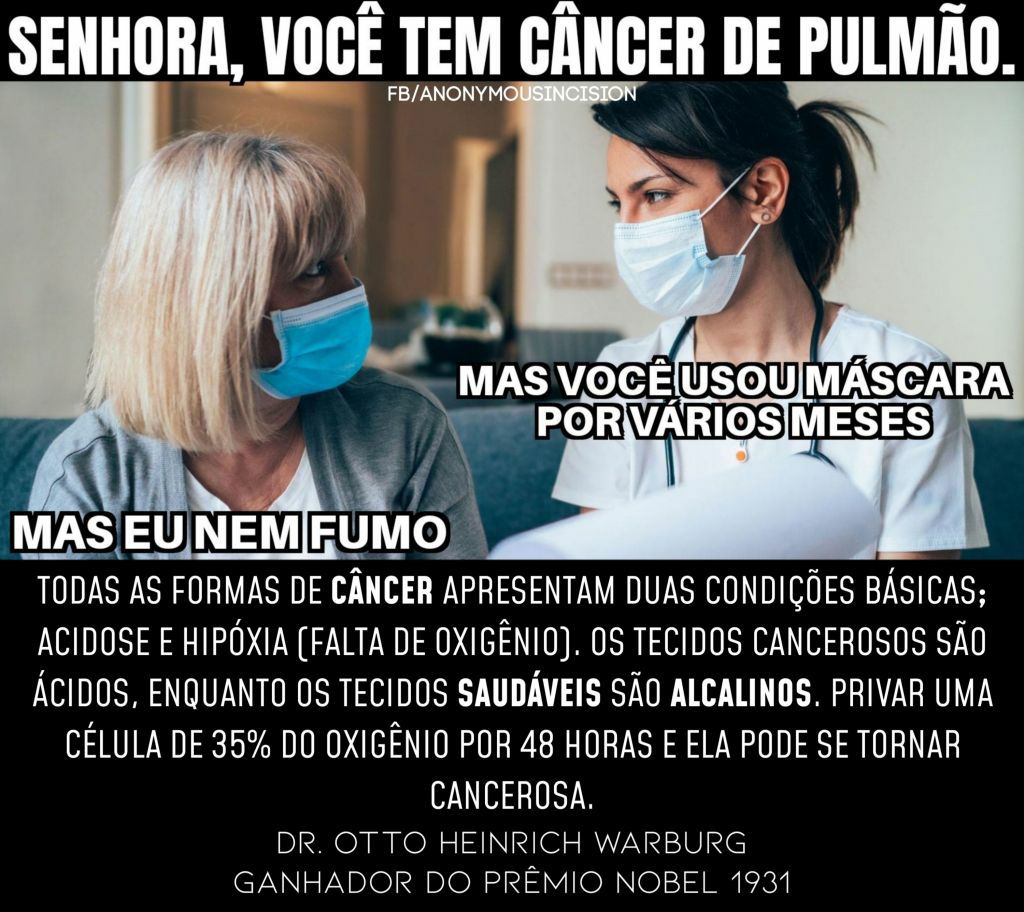 SENHORA, VOCÊ TEM CÂNCER DE PULMÃO.
FB/ANONYMOUSINCISION
MAS VOCÊ USOU MÁSCARA
POR VÁRIOS MESES
MAS EU NEM FUMO
TODAS AS FORMAS DE CÂNCER APRESENTAM DUAS CONDIÇÕES BÁSICAS;
ACIDOSE E HIPÓXIA (FALTA DE OXIGÊNIO). OS TECIDOS CANCEROSOS SÃO
ÁCIDOS, ENQUANTO OS TECIDOS SAUDÁVEIS SÃO ALCALINOS. PRIVAR UMA
CÉLULA DE 35% DO OXIGÊNIO POR 48 HORAS E ELA PODE SE TORNAR
CANCEROSA.
DR. OTTO HEINRICH WARBURG
GANHADOR DO PRÊMIO NOBEL 1931